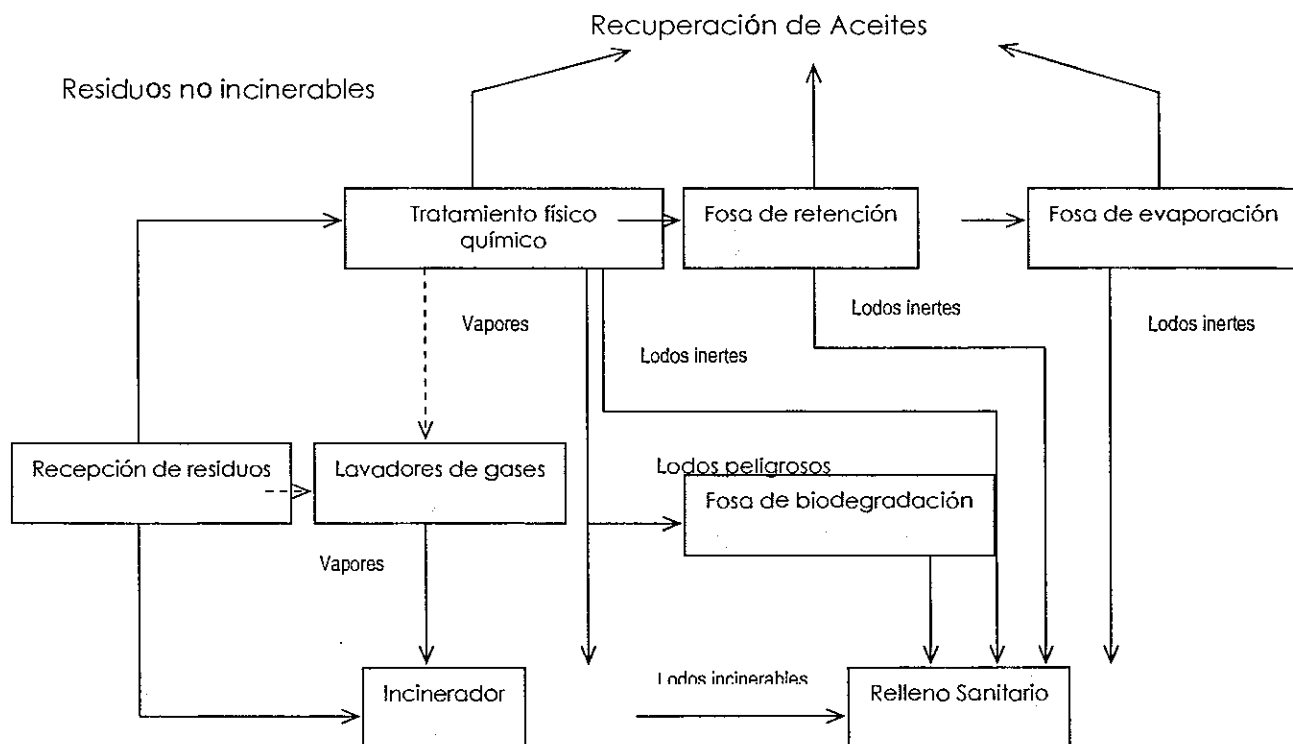 Recuperación de Aceites
Residuos no incinerables
Tratamiento físico
químico
Fosa de retención
Fosa de evaporación
Vapores
Lodos inertes
Lodos inertes
Lodos inertes
Recepción de residuos
Lavadores de gases
Lodos peligrosos
Fosa de biodegradación
Vapores
Incinerador
Lodos incinerables
Relleno Sanitario